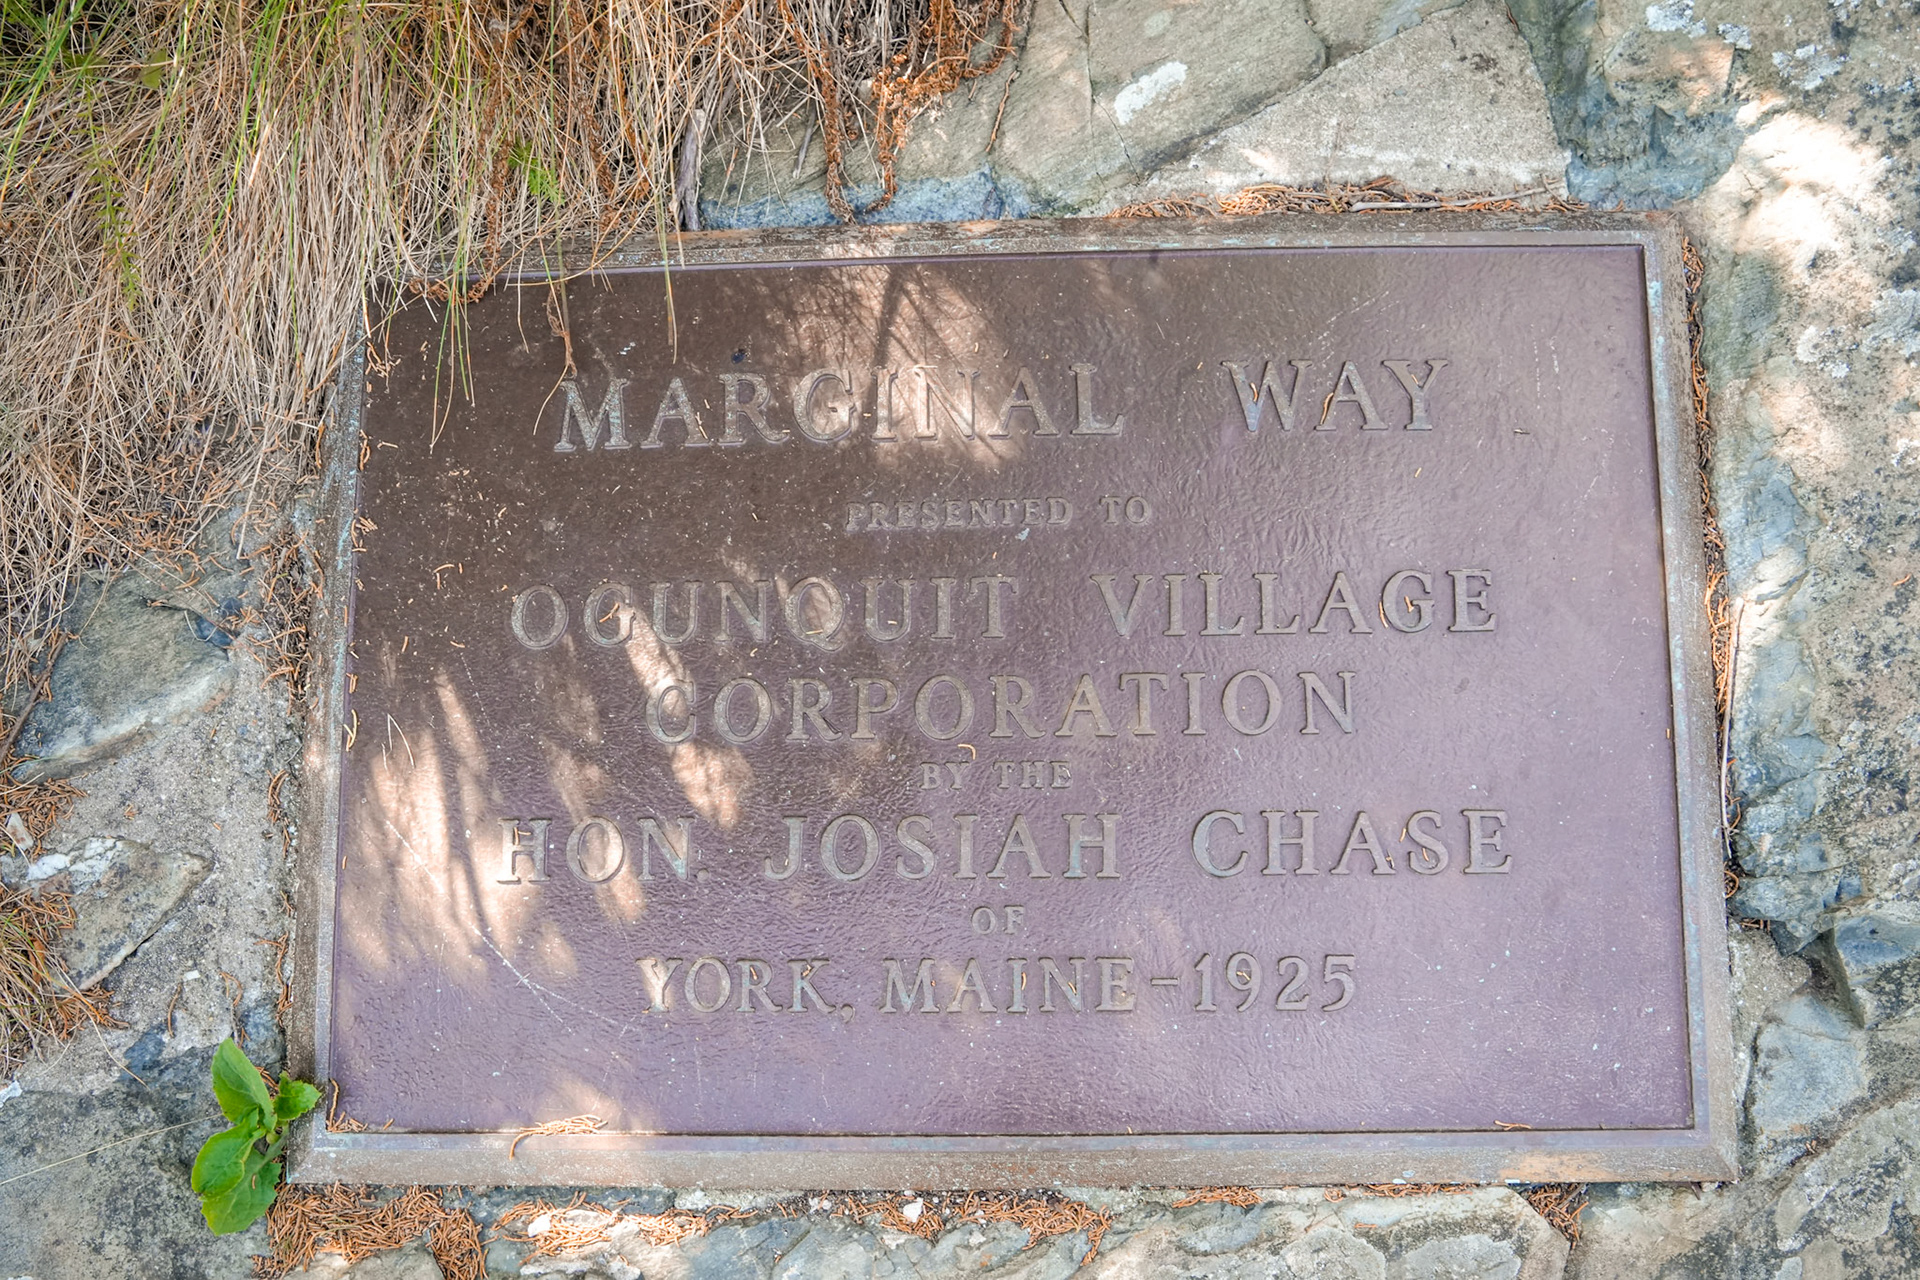 MARGINAL WAY
PRESENTED TO
OGUNQUIT VILLAGE
CORPORATION
BY THE
HON. JOSIAH CHASE
OF
YORK, MAINE-1925